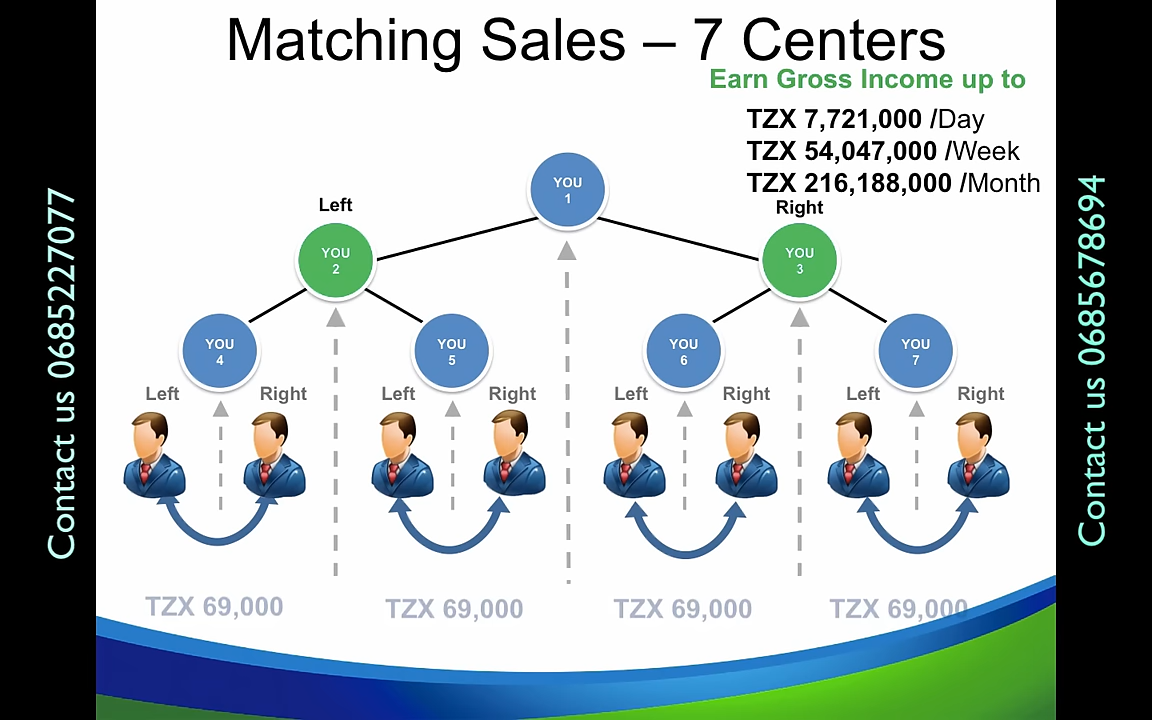 Matching Sales – 7 Centers
Earn Gross Income up to
TZX 7,721,000 /Day
TZX 54,047,000 /Week
TZX 216,188,000 /Month
YOU
1
Left
Right
YOU
2
YOU
3
YOU
4
YOU
5
YOU
6
YOU
7
Left
Right
Left
Right
Left
Right
Left
Right
TZX 69,000
TZX 69,000
TZX 69,000
TZX 69,000
Contact us 0685227077
Contact us 0685678694